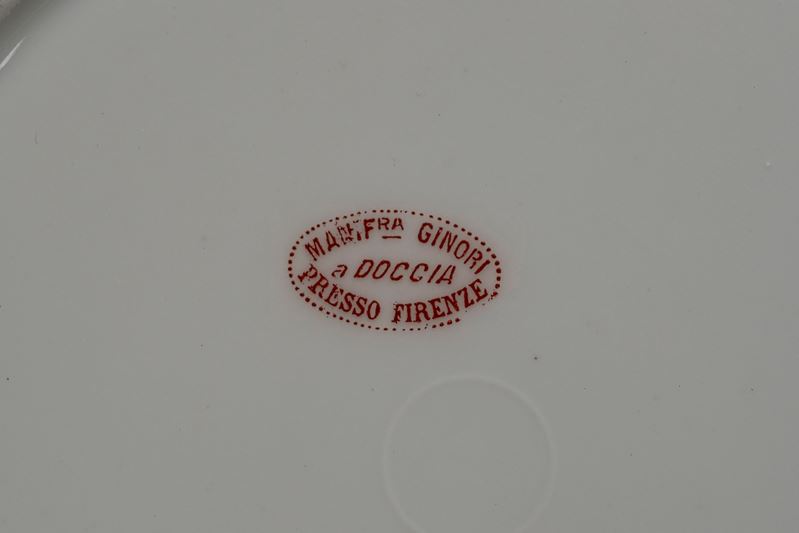 MANIFRA GINORI
a DOCCIA
PRESSO FIRENZE